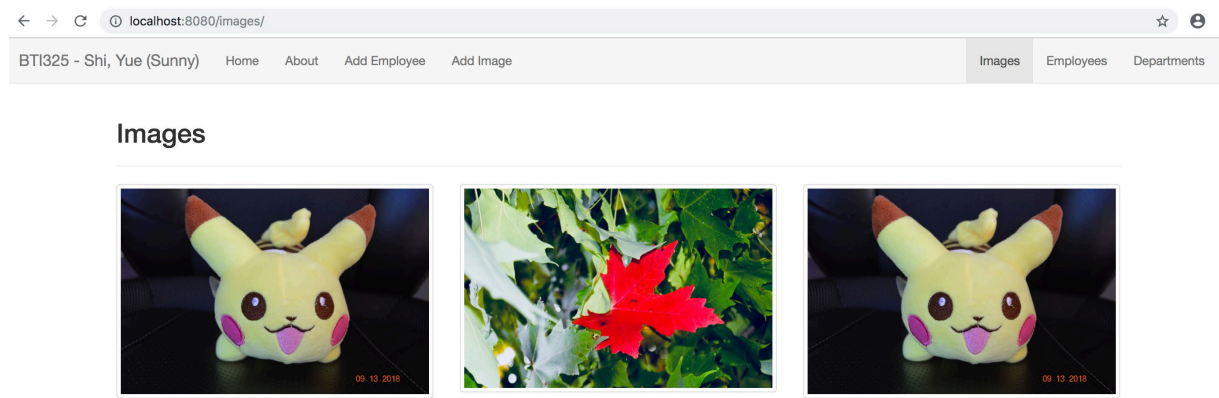 localhost:8080/images/
BTI325 - Shi, Yue (Sunny) Home About Add Employee Add Image Images Employees Departments
Images
09 13 2018 09 13 2018